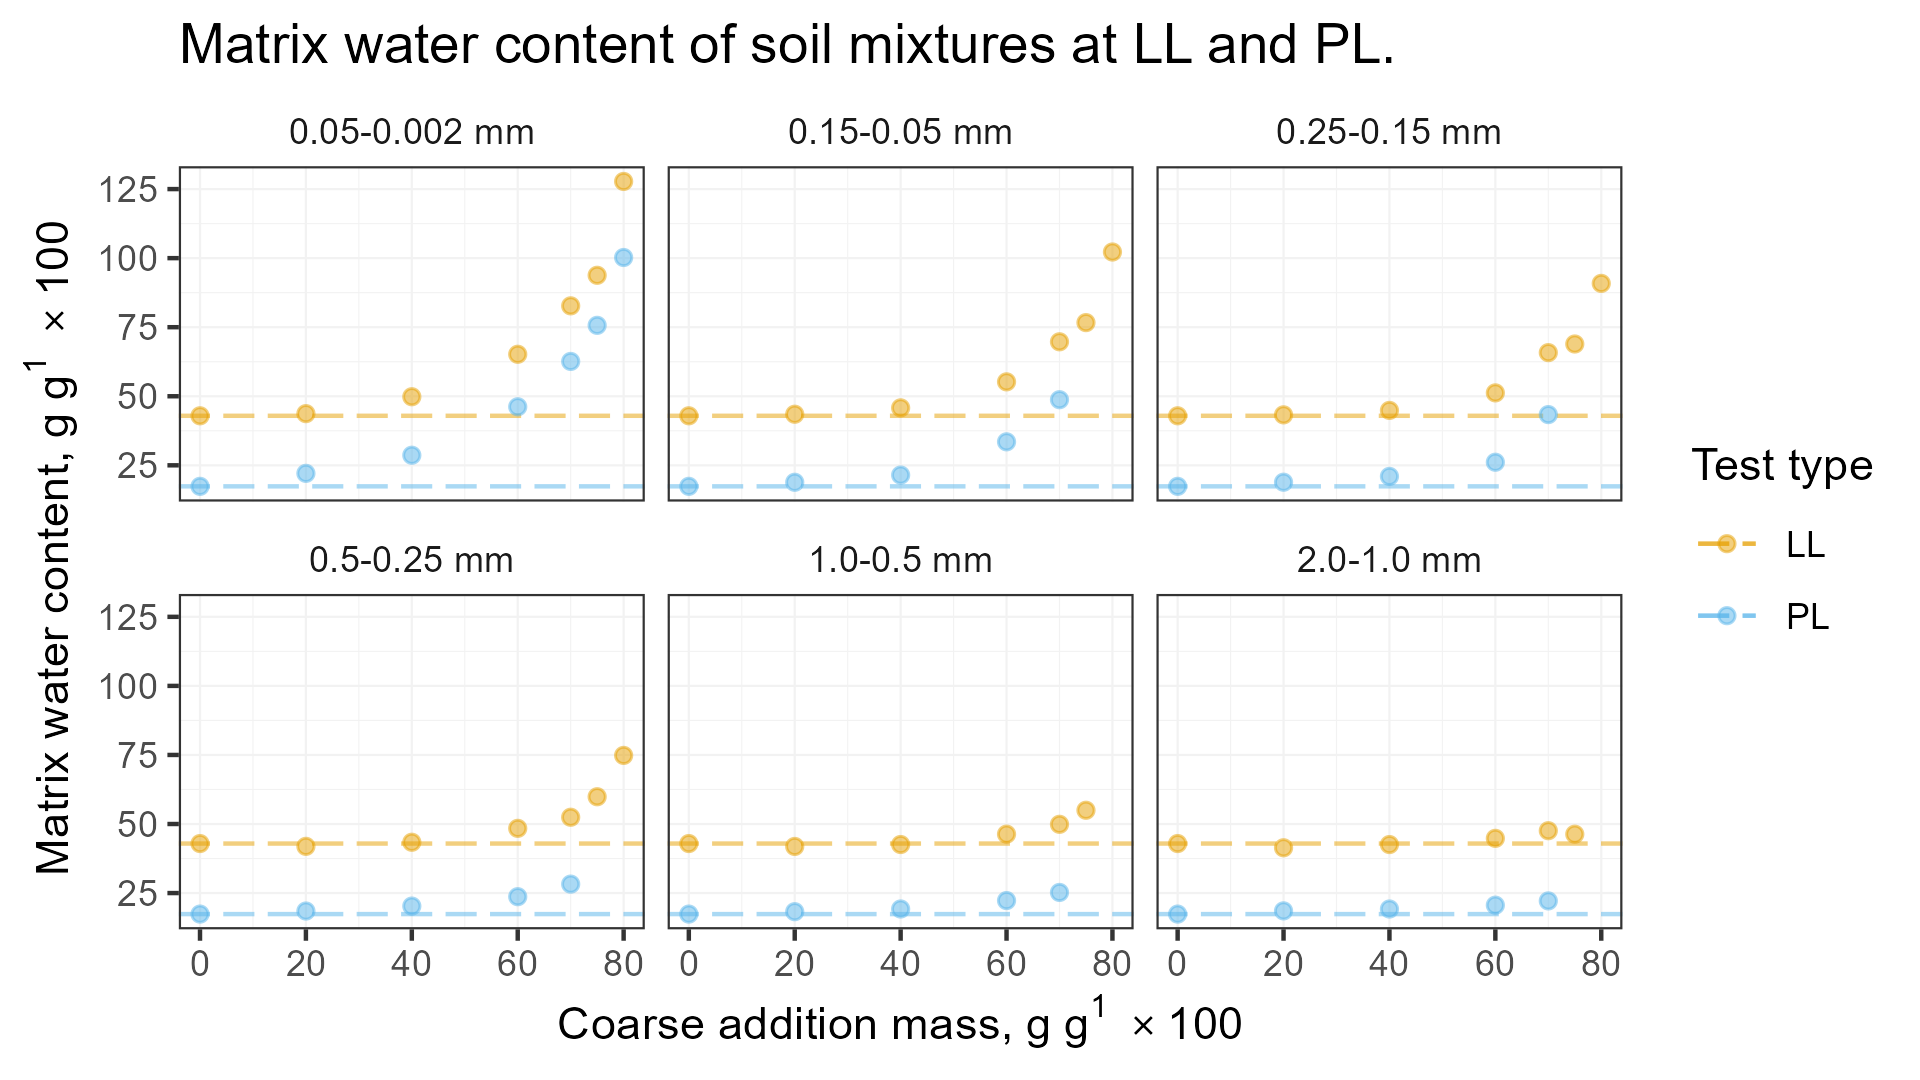 Matrix water content of soil mixtures at LL and PL.
0.05-0.002 mm
0.15-0.05 mm
0.25-0.15 mm
125
100
75
50
25
0.5-0.25 mm
1.0-0.5 mm
2.0-1.0 mm
125
100
75
50
25
0 20 40 60 80
0 20 40 60 80
0 20 40 60 80
Coarse addition mass, g g¹ × 100
Matrix water content, g g¹ × 100
Test type
LL
PL